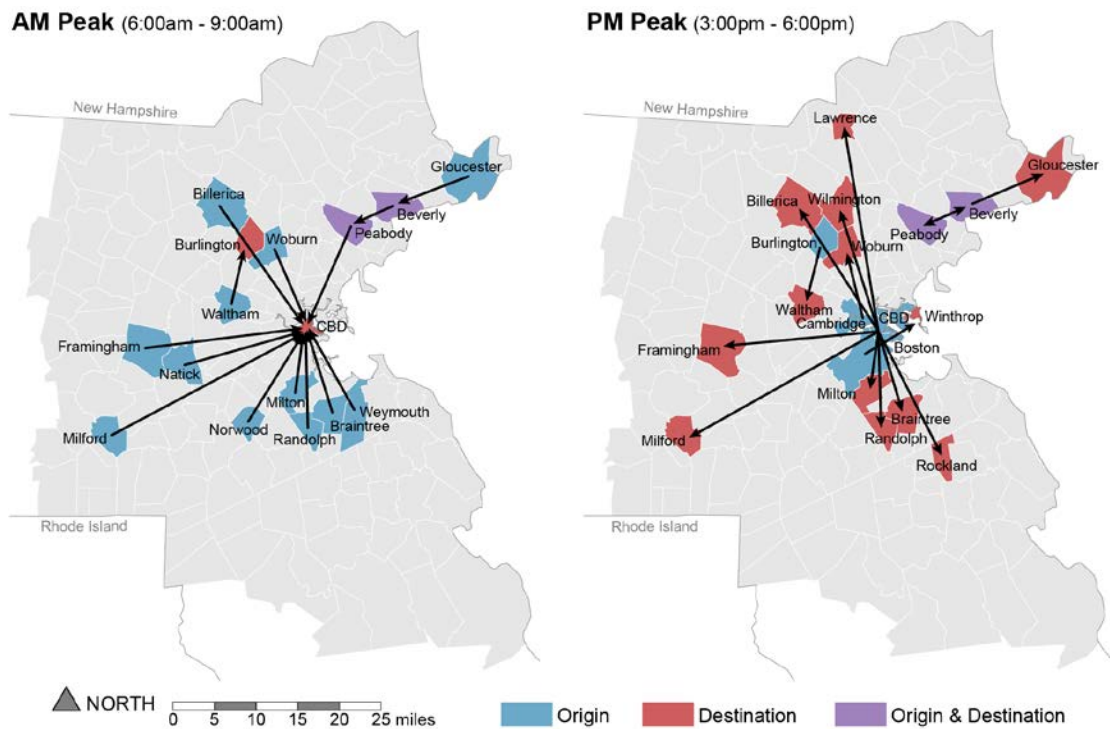 AM Peak (6:00am - 9:00am)
New Hampshire
Gloucester
Billerica
Beverly
Peabody
Burlington
Woburn
Waltham
CBD
Framingham
Natick
Milton
Weymouth
Milford
Norwood
Randolph
Braintree
Rhode Island
PM Peak (3:00pm - 6:00pm)
New Hampshire
Lawrence
Gloucester
Billerica
Wilmington
Beverly
Peabody
Burlington
Woburn
Waltham
Cambridge
CBD
Winthrop
Framingham
Boston
Milton
Braintree
Milford
Randolph
Rockland
Rhode Island
NORTH
0 5 10 15 20 25 miles
Origin
Destination
Origin & Destination